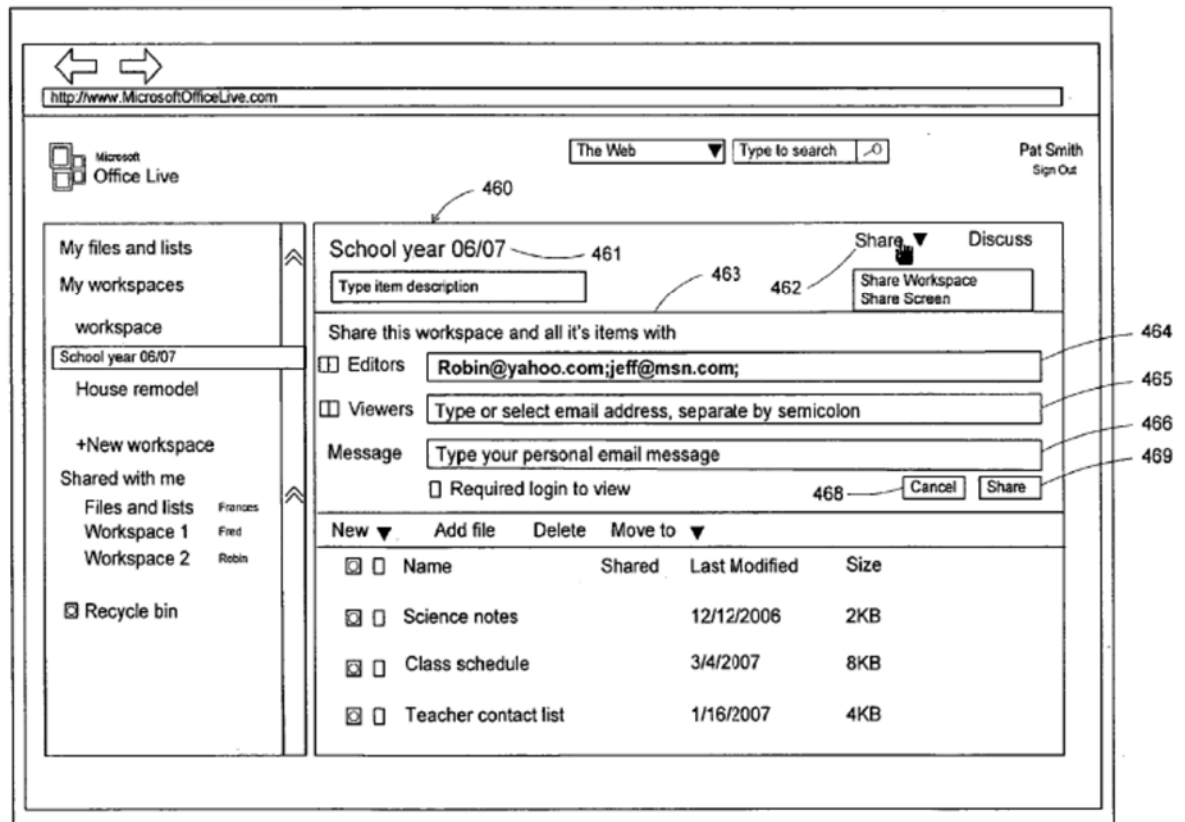 http://www.MicrosoftOfficeLive.com
Microsoft
Office Live
The Web ▼ Type to search
Pat Smith
Sign Out
460
My files and lists
My workspaces
workspace
School year 06/07
House remodel
+New workspace
Shared with me
Files and lists Frances
Workspace 1 Fred
Workspace 2 Robin
Recycle bin
School year 06/07 461
Share ▼ Discuss
Type item description
463
462
Share Workspace
Share Screen
Share this workspace and all it's items with
Editors Robin@yahoo.com;jeff@msn.com; 464
Viewers Type or select email address, separate by semicolon 465
Message Type your personal email message 466
Required login to view 468 Cancel Share 469
New ▼ Add file Delete Move to ▼
Name Shared Last Modified Size
Science notes 12/12/2006 2KB
Class schedule 3/4/2007 8KB
Teacher contact list 1/16/2007 4KB